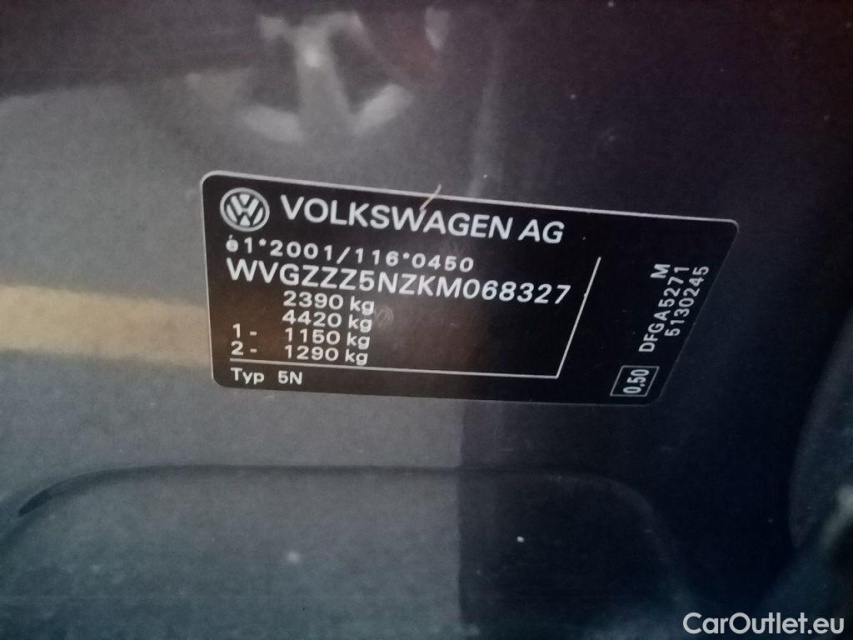 VOLKSWAGEN AG
e1*2001/116*0450
WVGZZZ5NZKM068327
2390 kg
4420 kg
1- 1150 kg
2- 1290 kg
Typ 5N
M
DFGA5271
5130245
0,50
CarOutlet.eu